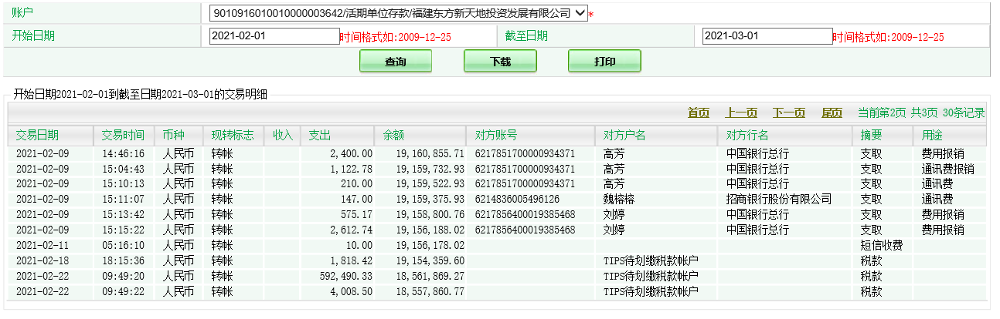 账户 9010916010010000003642/活期单位存款/福建东方新天地投资发展有限公司 *
开始日期 2021-02-01 时间格式如:2009-12-25 截至日期 2021-03-01 时间格式如:2009-12-25
查询 下载 打印
开始日期2021-02-01到截至日期2021-03-01的交易明细
首页 上一页 下一页 尾页 当前第2页 共3页 30条记录
交易日期 交易时间 币种 现转标志 收入 支出 余额 对方账号 对方户名 对方行名 摘要 用途
2021-02-09 14:46:16 人民币 转帐 2,400.00 19,160,855.71 6217851700000934371 高芳 中国银行总行 支取 费用报销
2021-02-09 15:04:43 人民币 转帐 1,122.78 19,159,732.93 6217851700000934371 高芳 中国银行总行 支取 通讯费报销
2021-02-09 15:10:13 人民币 转帐 210.00 19,159,522.93 6217851700000934371 高芳 中国银行总行 支取 通讯费
2021-02-09 15:11:07 人民币 转帐 147.00 19,159,375.93 6214836005496126 魏榕榕 招商银行股份有限公司 支取 通讯费
2021-02-09 15:13:42 人民币 转帐 575.17 19,158,800.76 6217856400019385468 刘婷 中国银行总行 支取 费用报销
2021-02-09 15:15:22 人民币 转帐 2,612.74 19,156,188.02 6217856400019385468 刘婷 中国银行总行 支取 费用报销
2021-02-11 05:16:10 人民币 转帐 10.00 19,156,178.02 短信收费
2021-02-18 18:15:36 人民币 转帐 1,818.42 19,154,359.60 TIPS待划缴税款帐户 税款
2021-02-22 09:49:20 人民币 转帐 592,490.33 18,561,869.27 TIPS待划缴税款帐户 税款
2021-02-22 09:49:22 人民币 转帐 4,008.50 18,557,860.77 TIPS待划缴税款帐户 税款